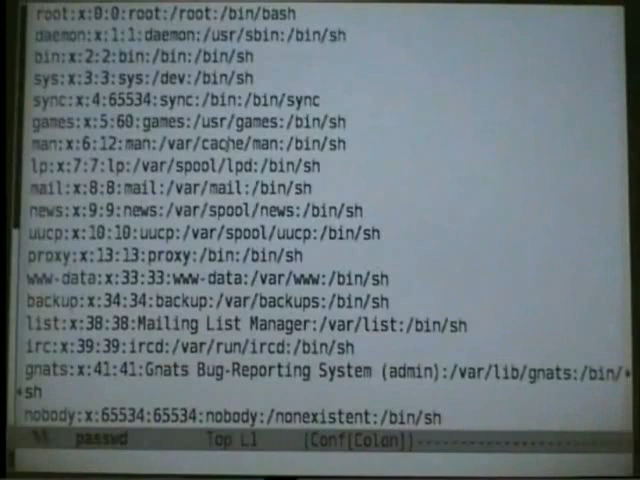 root:x:0:0:root:/root:/bin/bash
daemon:x:1:1:daemon:/usr/sbin:/bin/sh
bin:x:2:2:bin:/bin:/bin/sh
sys:x:3:3:sys:/dev:/bin/sh
sync:x:4:65534:sync:/bin:/bin/sync
games:x:5:60:games:/usr/games:/bin/sh
man:x:6:12:man:/var/cache/man:/bin/sh
lp:x:7:7:lp:/var/spool/lpd:/bin/sh
mail:x:8:8:mail:/var/mail:/bin/sh
news:x:9:9:news:/var/spool/news:/bin/sh
uucp:x:10:10:uucp:/var/spool/uucp:/bin/sh
proxy:x:13:13:proxy:/bin:/bin/sh
www-data:x:33:33:www-data:/var/www:/bin/sh
backup:x:34:34:backup:/var/backups:/bin/sh
list:x:38:38:Mailing List Manager:/var/list:/bin/sh
irc:x:39:39:ircd:/var/run/ircd:/bin/sh
gnats:x:41:41:Gnats Bug-Reporting System (admin):/var/lib/gnats:/bin/
sh
nobody:x:65534:65534:nobody:/nonexistent:/bin/sh
passwd Top L1 (Conf[Colon])----------------------